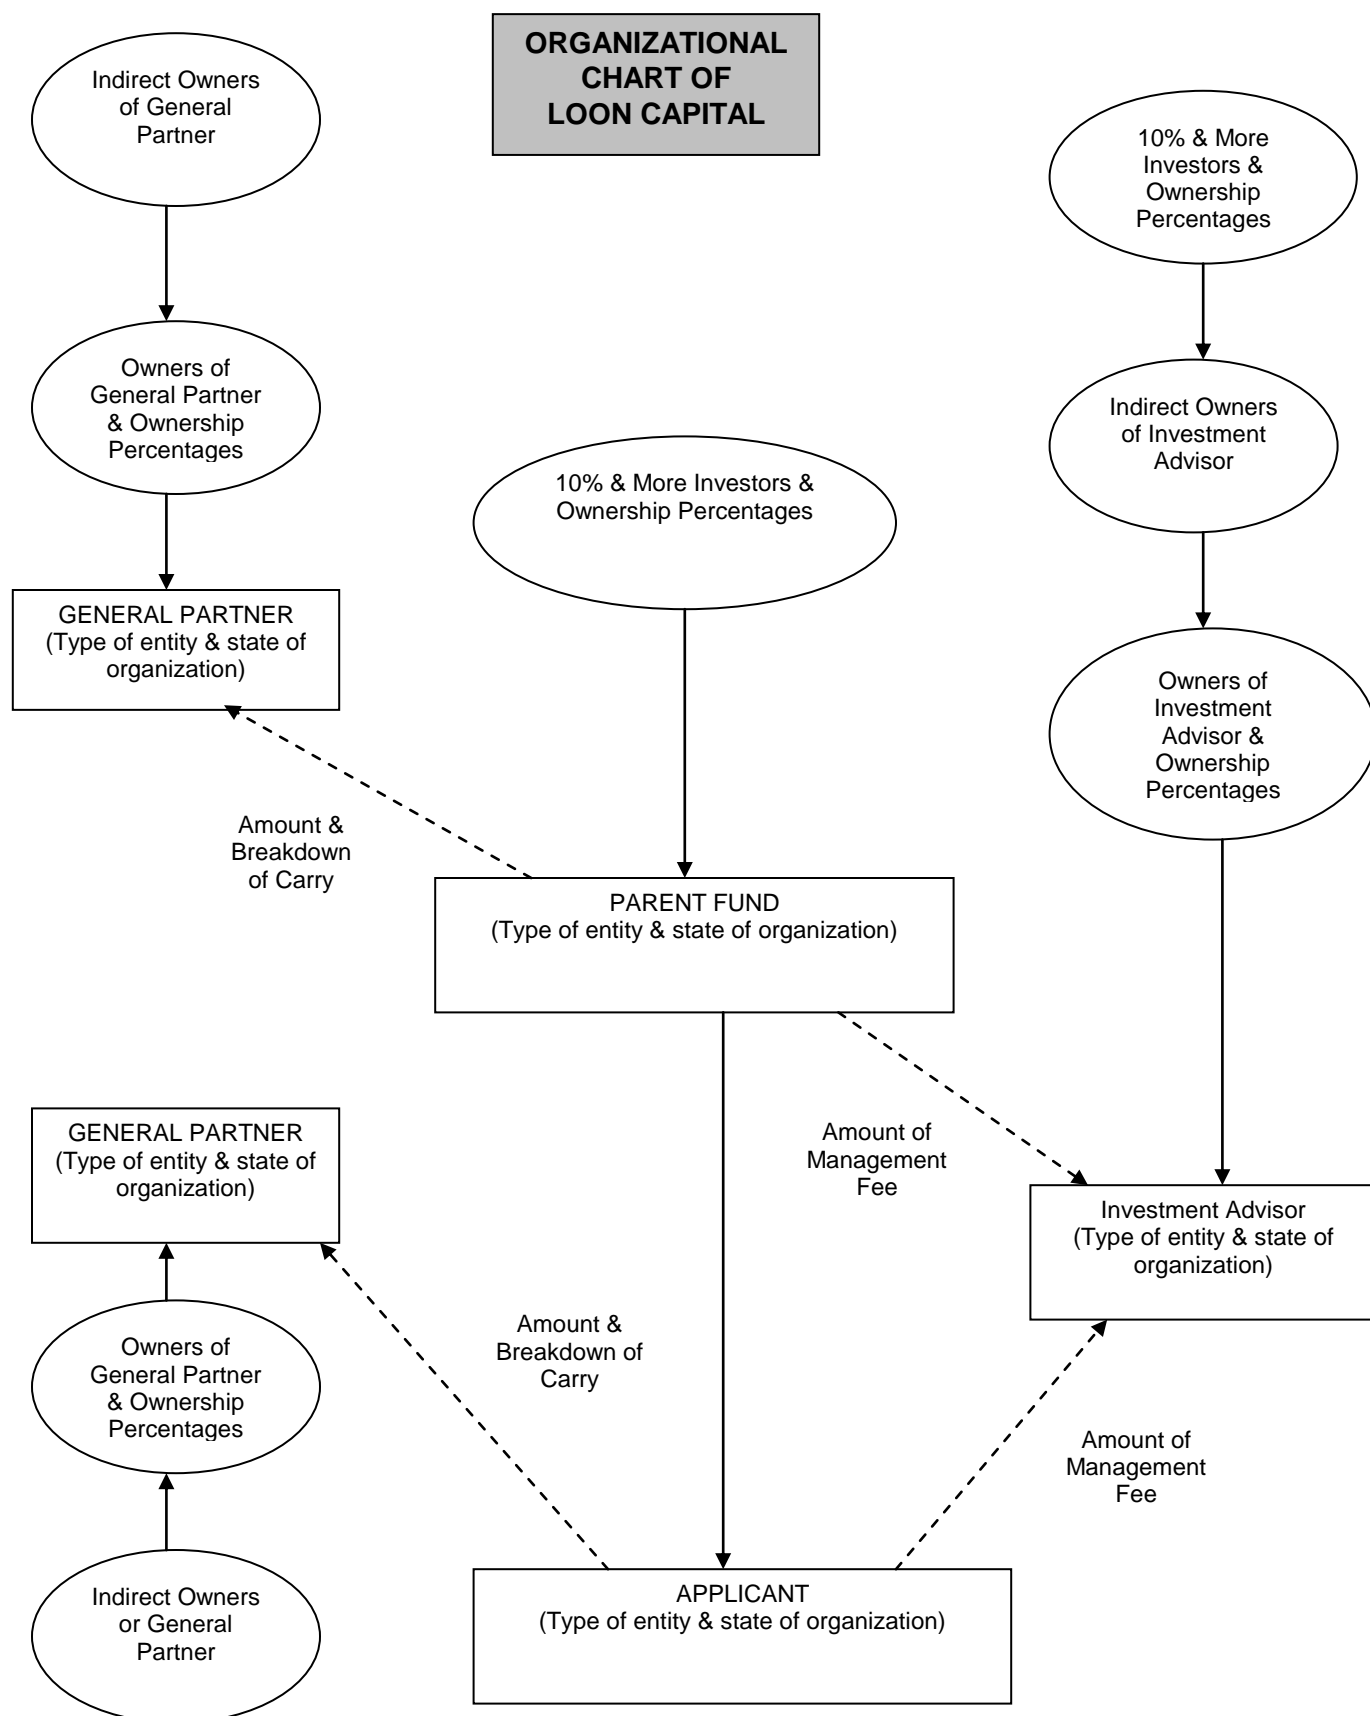 ORGANIZATIONAL
CHART OF
LOON CAPITAL
Indirect Owners
of General
Partner
10% & More
Investors &
Ownership
Percentages
Owners of
General Partner
& Ownership
Percentages
Indirect Owners
of Investment
Advisor
10% & More Investors &
Ownership Percentages
GENERAL PARTNER
(Type of entity & state of
organization)
Owners of
Investment
Advisor &
Ownership
Percentages
Amount &
Breakdown
of Carry
PARENT FUND
(Type of entity & state of organization)
GENERAL PARTNER
(Type of entity & state of
organization)
Amount of
Management
Fee
Investment Advisor
(Type of entity & state of
organization)
Owners of
General Partner
& Ownership
Percentages
Amount &
Breakdown of
Carry
Amount of
Management
Fee
Indirect Owners
or General
Partner
APPLICANT
(Type of entity & state of organization)